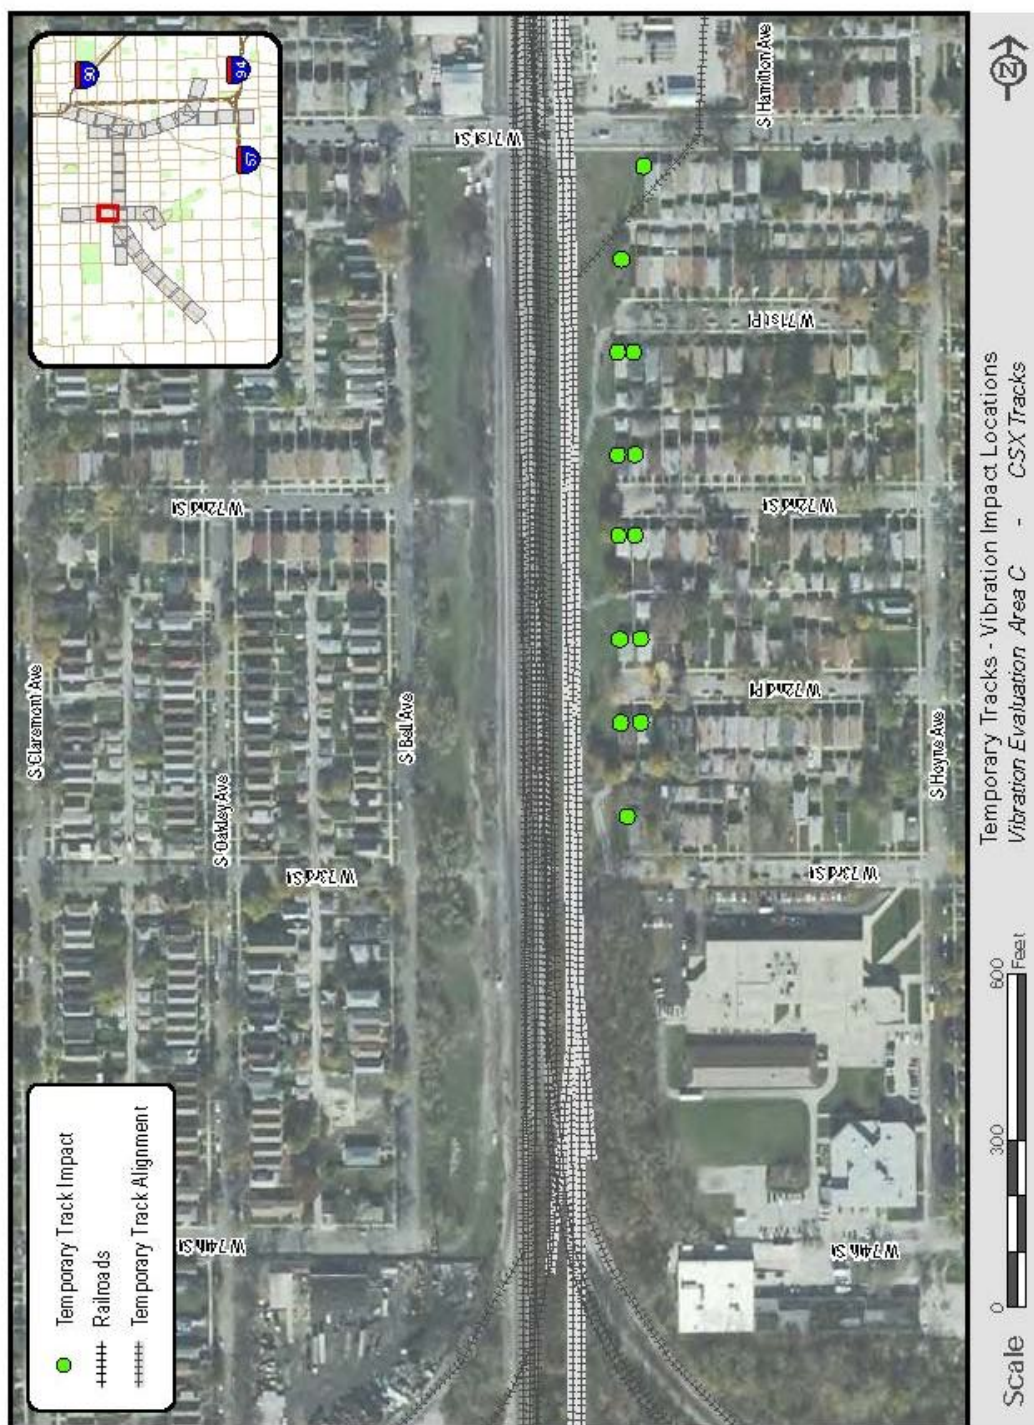 Temporary Track Impact
Railroads
Temporary Track Alignment
90
94
57
S Claremont Ave
S Oakley Ave
S Bell Ave
S Hamilton Ave
S Hoyne Ave
W 74th St
W 73rd St
W 72nd St
W 71st St
W 74th St
W 73rd St
W 72nd Pl
W 72nd St
W 71st Pl
Scale
0
300
600
Feet
Temporary Tracks - Vibration Impact Locations
Vibration Evaluation Area C - CSX Tracks
N